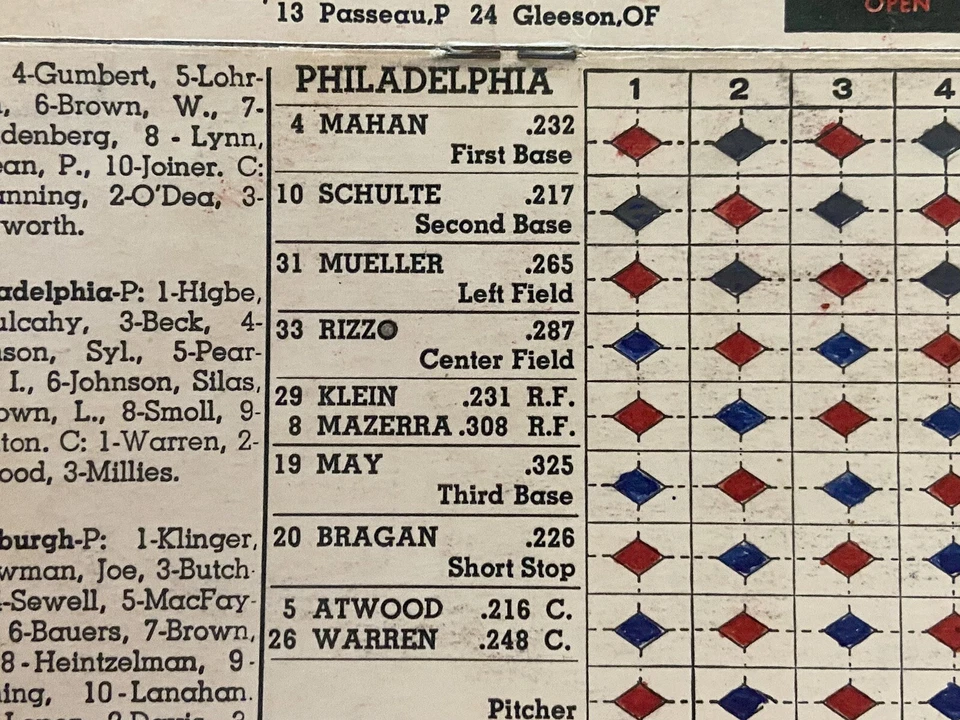 13 Passeau,P 24 Gleeson,OF
OPEN
4-Gumbert, 5-Lohr-
6-Brown, W., 7-
denberg, 8 - Lynn,
ean, P., 10-Joiner. C:
anning, 2-O'Dea, 3-
worth.
adelphia-P: 1-Higbe,
ulcahy, 3-Beck, 4-
nson, Syl., 5-Pear-
I., 6-Johnson, Silas,
own, L., 8-Smoll, 9-
ton. C: 1-Warren, 2-
ood, 3-Millies.
burgh-P: 1-Klinger,
wman, Joe, 3-Butch-
4-Sewell, 5-MacFay-
6-Bauers, 7-Brown,
8-Heintzelman, 9-
ning, 10-Lanahan.
PHILADELPHIA 1 2 3 4
4 MAHAN .232
First Base
10 SCHULTE .217
Second Base
31 MUELLER .265
Left Field
33 RIZZO .287
Center Field
29 KLEIN .231 R.F.
8 MAZERRA .308 R.F.
19 MAY .325
Third Base
20 BRAGAN .226
Short Stop
5 ATWOOD .216 C.
26 WARREN .248 C.
Pitcher